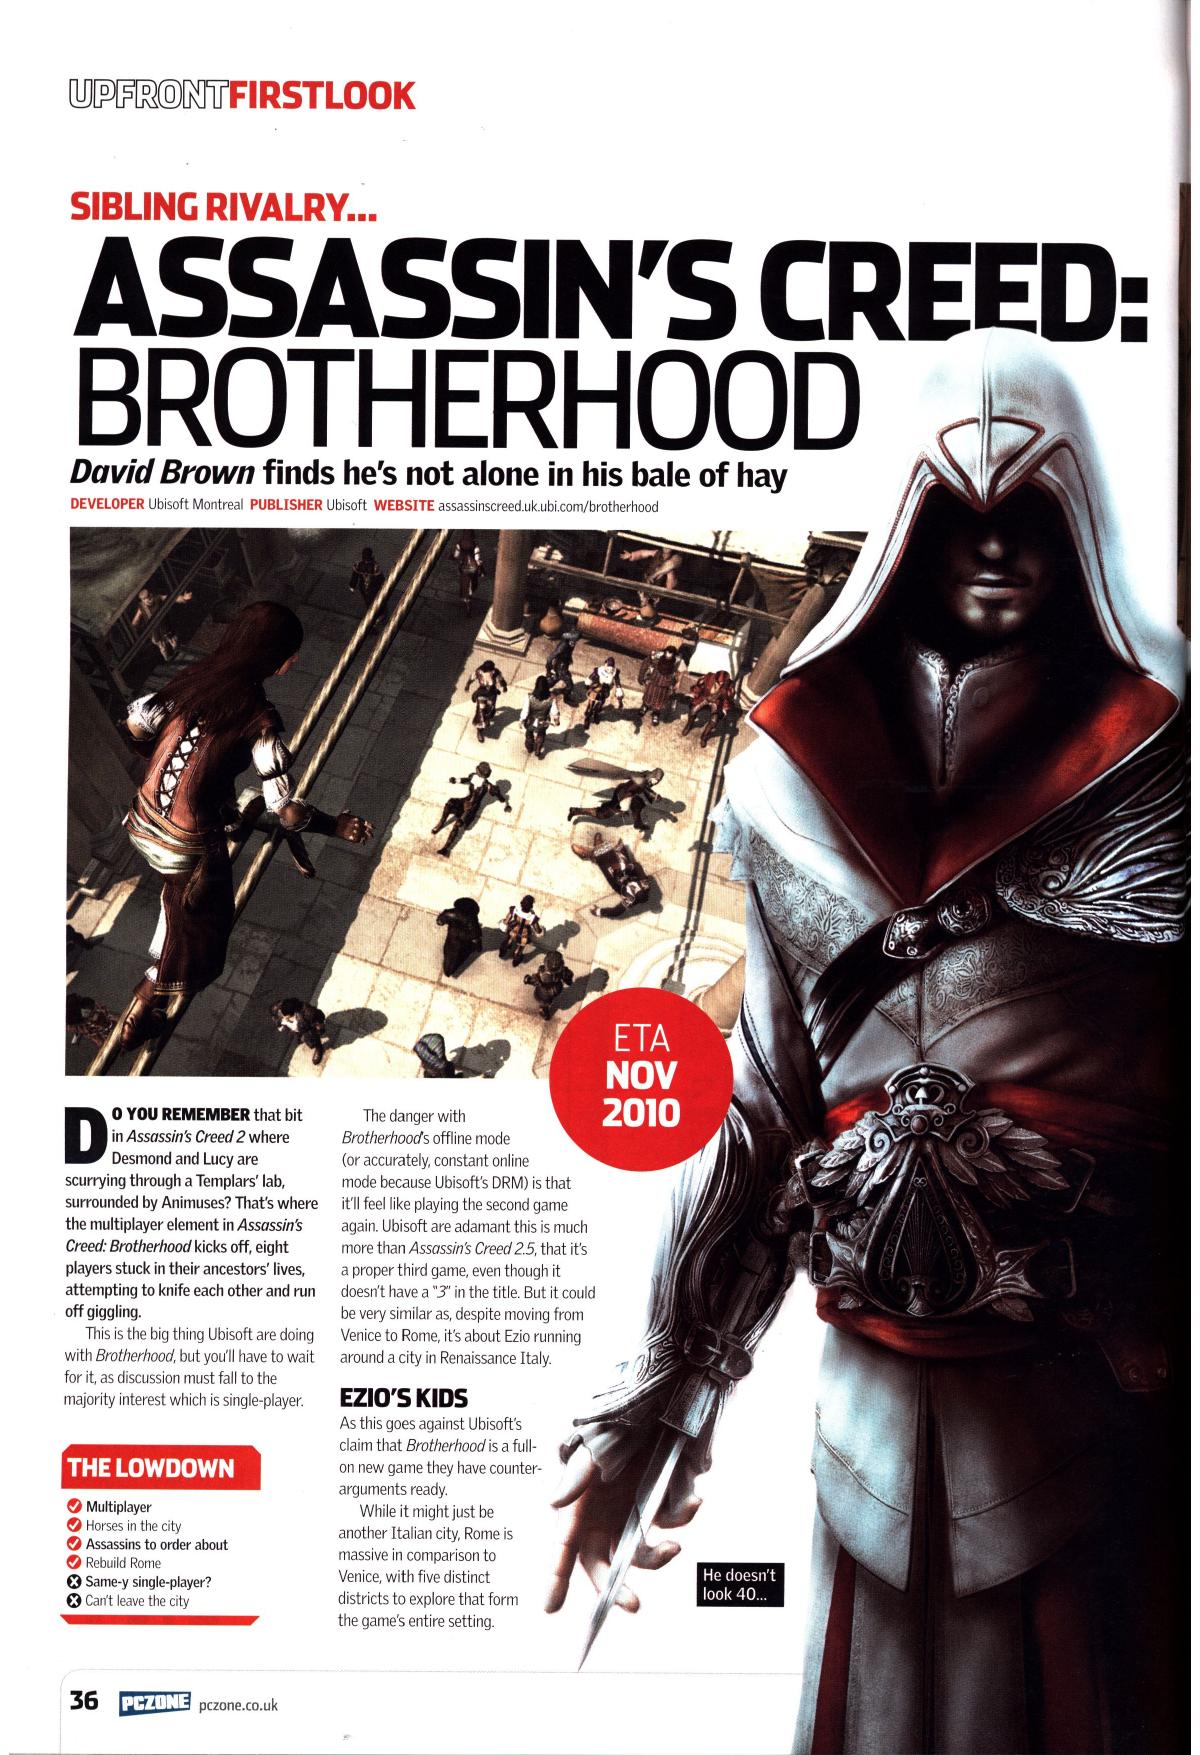 UPFRONTFIRSTLOOK
SIBLING RIVALRY...
ASSASSIN'S CREED:
BROTHERHOOD
David Brown finds he's not alone in his bale of hay
DEVELOPER Ubisoft Montreal PUBLISHER Ubisoft WEBSITE assassinscreed.uk.ubi.com/brotherhood
ETA
NOV
2010
DO YOU REMEMBER that bit
in Assassin's Creed 2 where
Desmond and Lucy are
scurrying through a Templars' lab,
surrounded by Animuses? That's where
the multiplayer element in Assassin's
Creed: Brotherhood kicks off, eight
players stuck in their ancestors' lives,
attempting to knife each other and run
off giggling.
This is the big thing Ubisoft are doing
with Brotherhood, but you'll have to wait
for it, as discussion must fall to the
majority interest which is single-player.
THE LOWDOWN
Multiplayer
Horses in the city
Assassins to order about
Rebuild Rome
Same-y single-player?
Can't leave the city
The danger with
Brotherhood's offline mode
(or accurately, constant online
mode because Ubisoft's DRM) is that
it'll feel like playing the second game
again. Ubisoft are adamant this is much
more than Assassin's Creed 2.5, that it's
a proper third game, even though it
doesn't have a "3" in the title. But it could
be very similar as, despite moving from
Venice to Rome, it's about Ezio running
around a city in Renaissance Italy.
EZIO'S KIDS
As this goes against Ubisoft's
claim that Brotherhood is a full-
on new game they have counter-
arguments ready.
While it might just be
another Italian city, Rome is
massive in comparison to
Venice, with five distinct
districts to explore that form
the game's entire setting.
He doesn't
look 40...
36 PCZONE pczone.co.uk